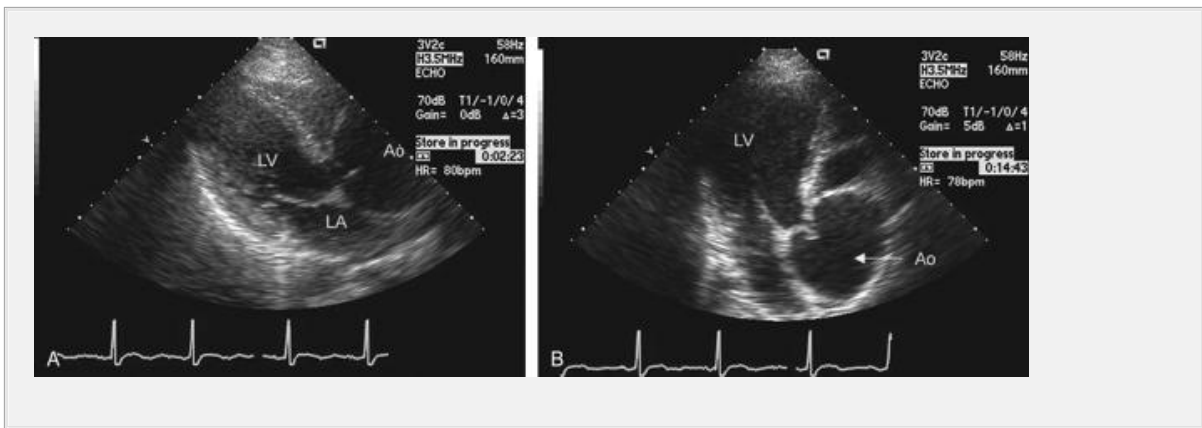 3V2c 58Hz
H3.5MHz 160mm
ECHO
70dB T1/-1/0/4
Gain= 0dB Δ=3
Store in progress
0:02:23
HR= 80bpm
LV
Ao
LA
A
3V2c 58Hz
H3.5MHz 160mm
ECHO
70dB T1/-1/0/4
Gain= 5dB Δ=1
Store in progress
0:14:43
HR= 78bpm
LV
Ao
B